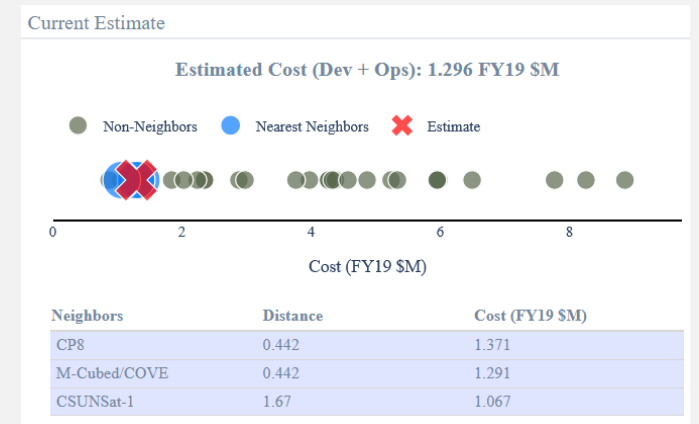 Current Estimate
Estimated Cost (Dev + Ops): 1.296 FY19 $M
Non-Neighbors Nearest Neighbors Estimate
0 2 4 6 8
Cost (FY19 $M)
Neighbors Distance Cost (FY19 $M)
CP8 0.442 1.371
M-Cubed/COVE 0.442 1.291
CSUNSat-1 1.67 1.067